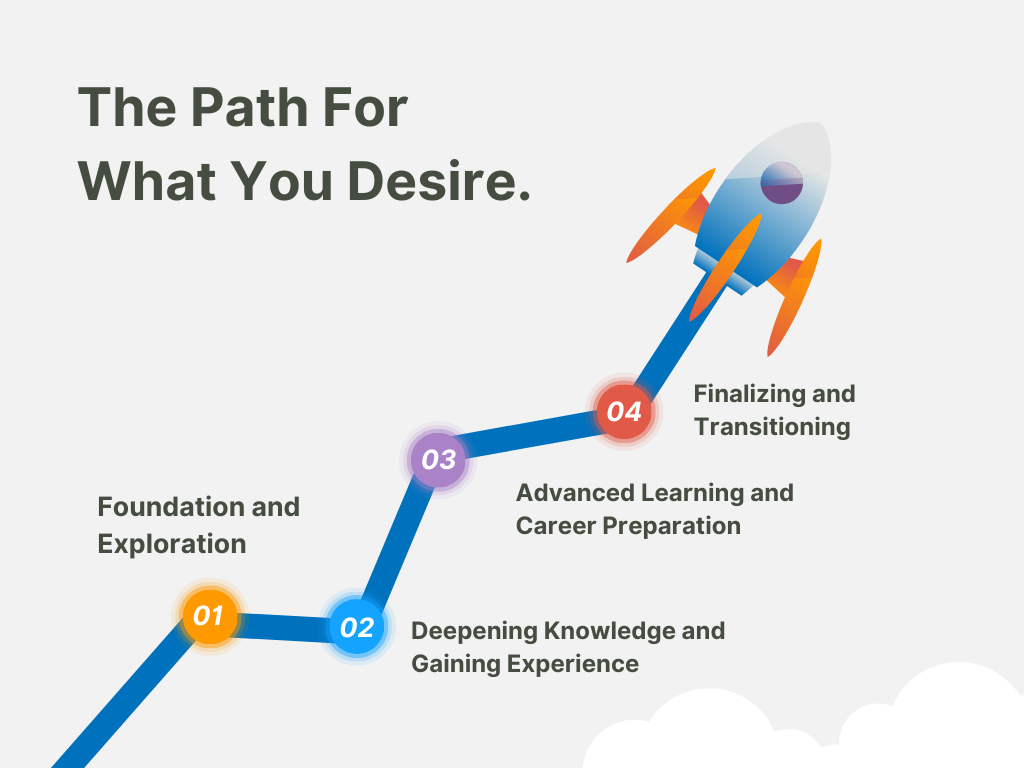 The Path For
What You Desire.
01
Foundation and
Exploration
02
Deepening Knowledge and
Gaining Experience
03
Advanced Learning and
Career Preparation
04
Finalizing and
Transitioning